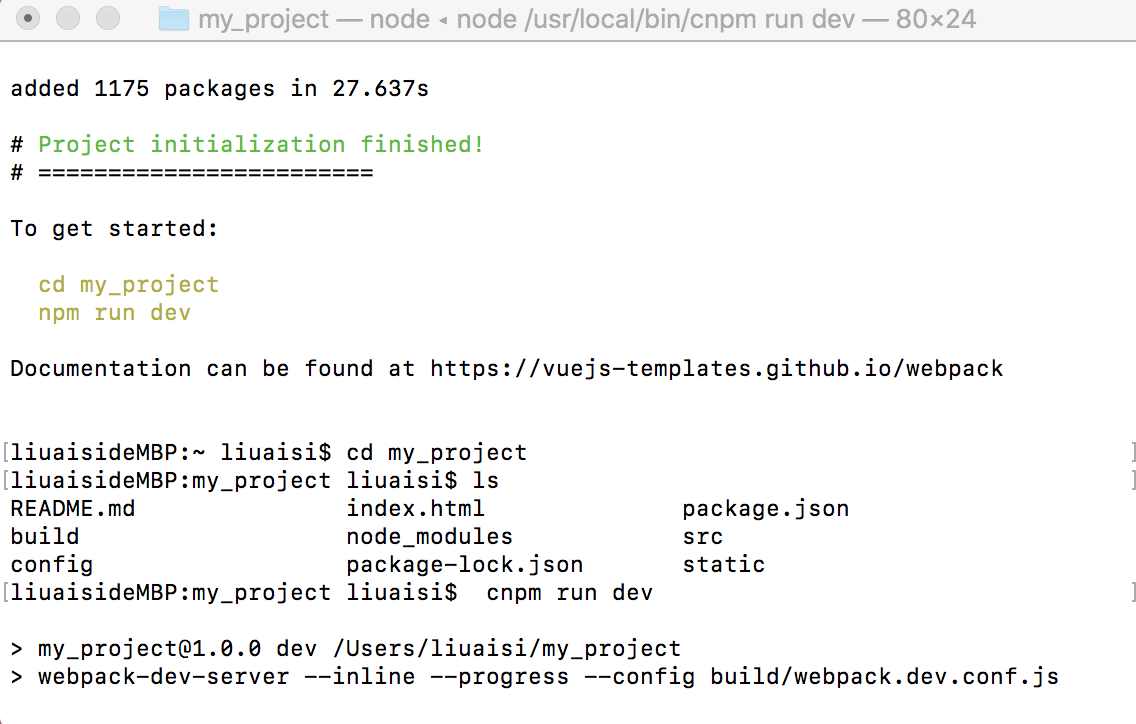 my_project — node ◂ node /usr/local/bin/cnpm run dev — 80×24
added 1175 packages in 27.637s
# Project initialization finished!
# ========================
To get started:
cd my_project
npm run dev
Documentation can be found at https://vuejs-templates.github.io/webpack
[liuaisideMBP:~ liuaisi$ cd my_project ]
[liuaisideMBP:my_project liuaisi$ ls ]
README.md index.html package.json
build node_modules src
config package-lock.json static
[liuaisideMBP:my_project liuaisi$  cnpm run dev ]
> my_project@1.0.0 dev /Users/liuaisi/my_project
> webpack-dev-server --inline --progress --config build/webpack.dev.conf.js